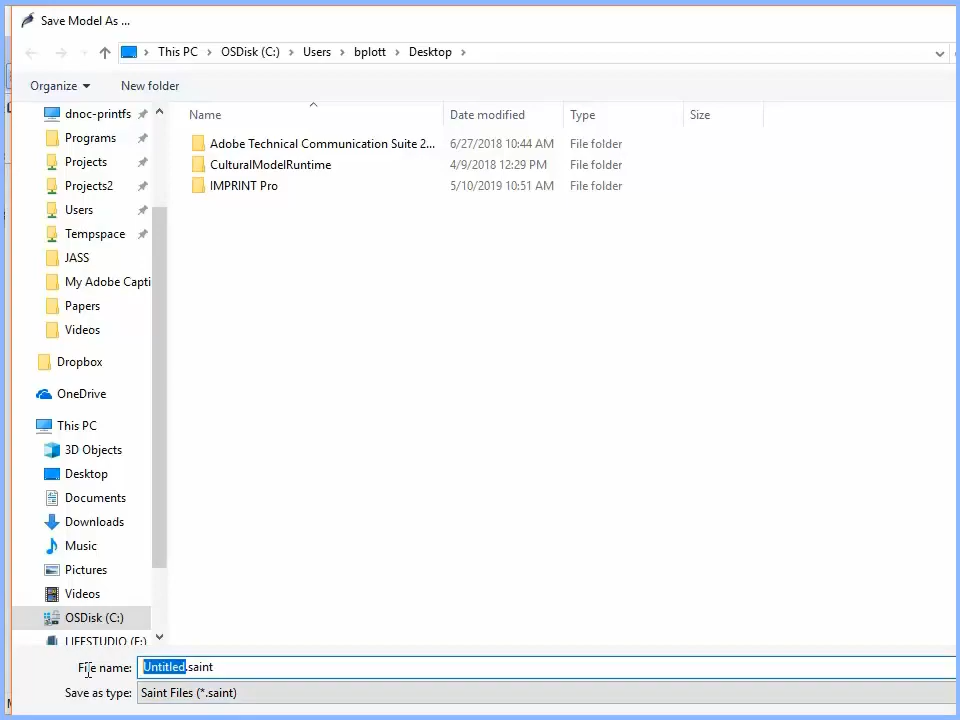 Save Model As ...
This PC > OSDisk (C:) > Users > bplott > Desktop >
Organize New folder
Name Date modified Type Size
Adobe Technical Communication Suite 2... 6/27/2018 10:44 AM File folder
CulturalModelRuntime 4/9/2018 12:29 PM File folder
IMPRINT Pro 5/10/2019 10:51 AM File folder
dnoc-printfs
Programs
Projects
Projects2
Users
Tempspace
JASS
My Adobe Capti
Papers
Videos
Dropbox
OneDrive
This PC
3D Objects
Desktop
Documents
Downloads
Music
Pictures
Videos
OSDisk (C:)
LIFESTUDIO (F:)
File name: Untitled.saint
Save as type: Saint Files (*.saint)